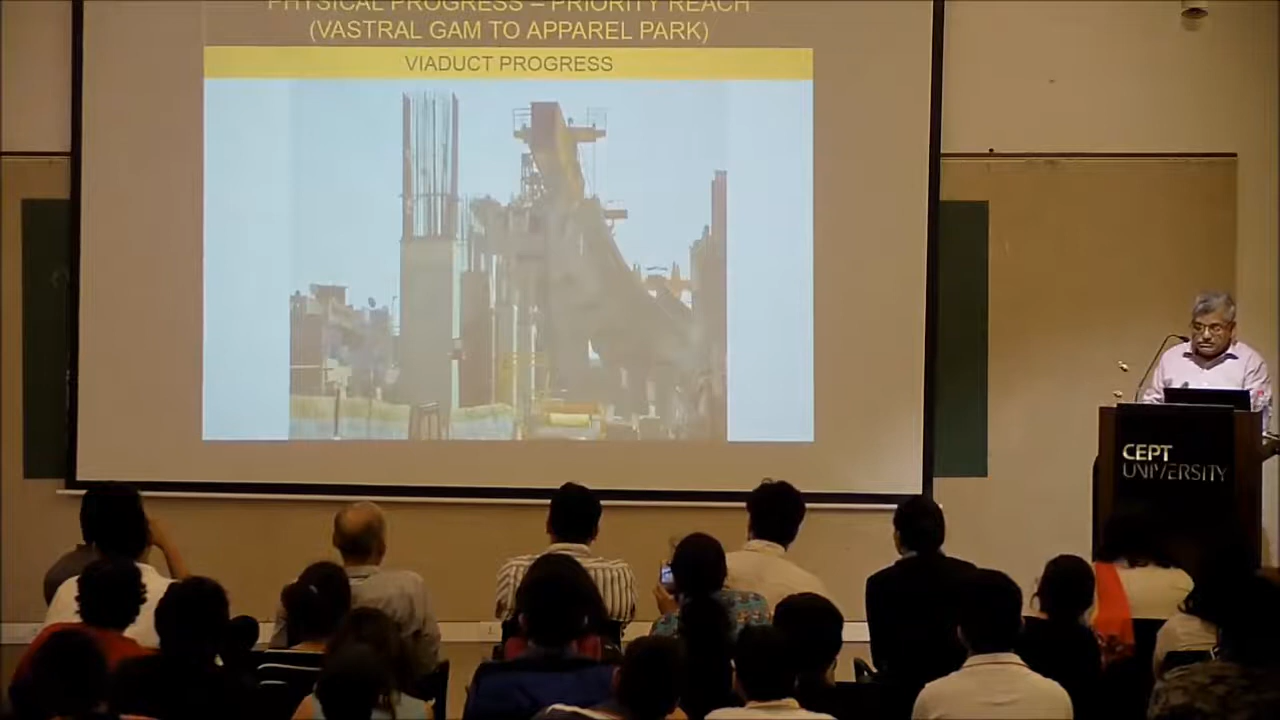 PHYSICAL PROGRESS – PRIORITY REACH
(VASTRAL GAM TO APPAREL PARK)
VIADUCT PROGRESS
CEPT
UNIVERSITY